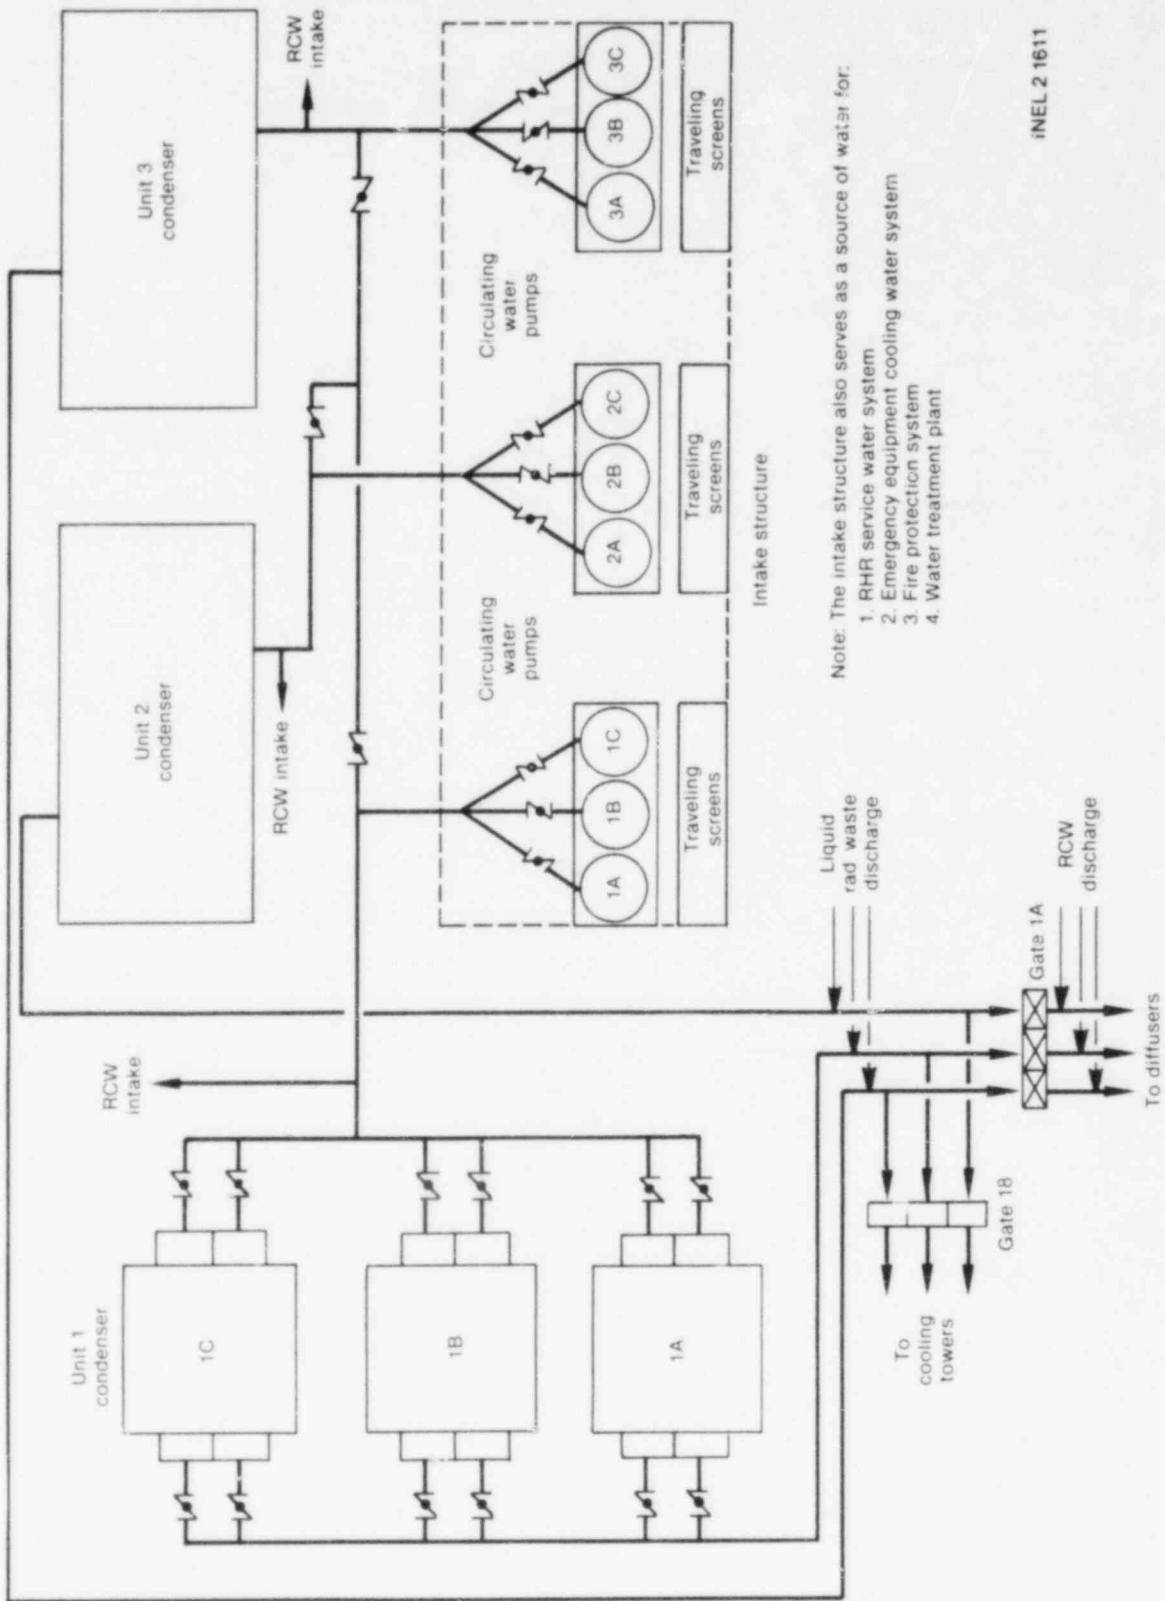 Unit 3
condenser
RCW
intake
Unit 2
condenser
RCW intake
Circulating
water
pumps
3A
3B
3C
Traveling
screens
Circulating
water
pumps
2A
2B
2C
Traveling
screens
1A
1B
1C
Traveling
screens
Intake structure
RCW
intake
Unit 1
condenser
1C
1B
1A
Liquid
rad waste
discharge
Gate 1A
RCW
discharge
To diffusers
Gate 18
To
cooling
towers
Note: The intake structure also serves as a source of water for:
1. RHR service water system
2. Emergency equipment cooling water system
3. Fire protection system
4. Water treatment plant
INEL 2 1611